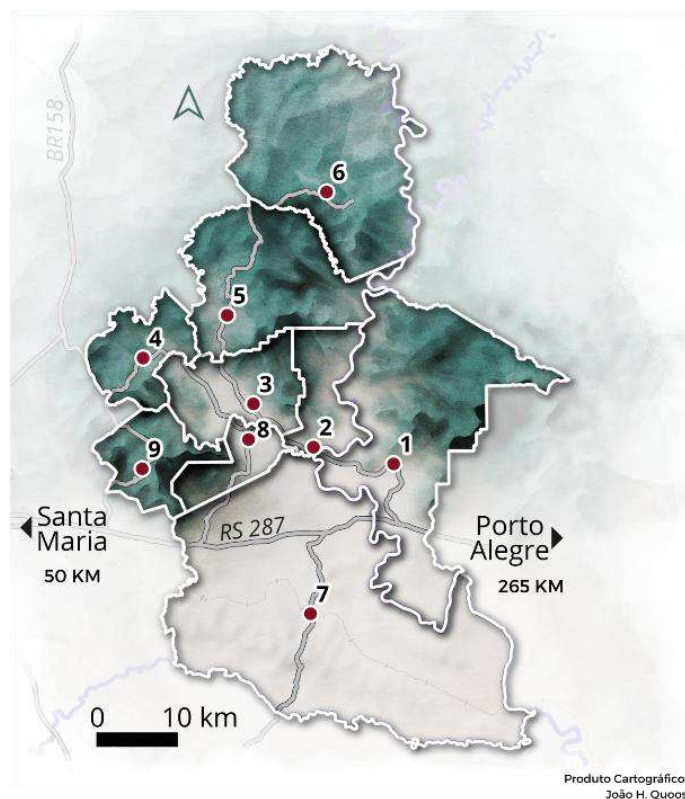 BR158
6
5
4
3
8
2
1
9
Santa
Maria
50 KM
RS 287
Porto
Alegre
265 KM
7
0 10 km
Produto Cartográfico
João H. Quoos